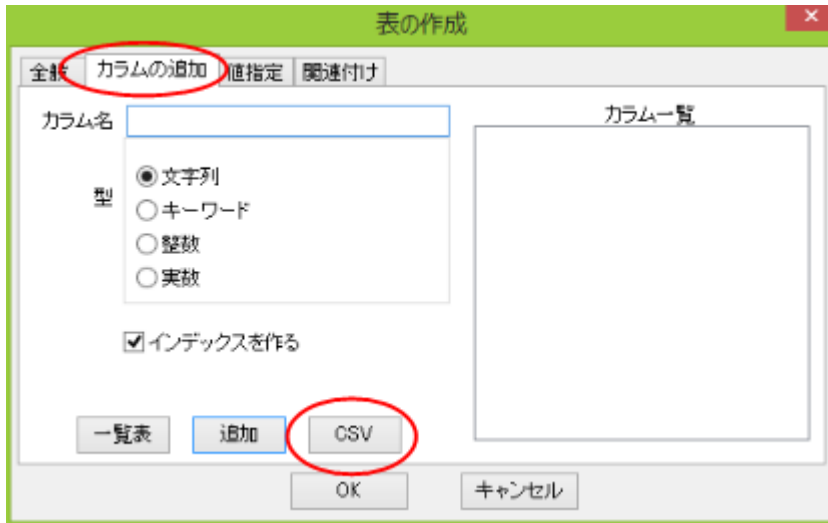 表の作成
×
全般 カラムの追加 値指定 関連付け
カラム名
カラム一覧
型
文字列
キーワード
整数
実数
インデックスを作る
一覧表 追加 CSV
OK キャンセル